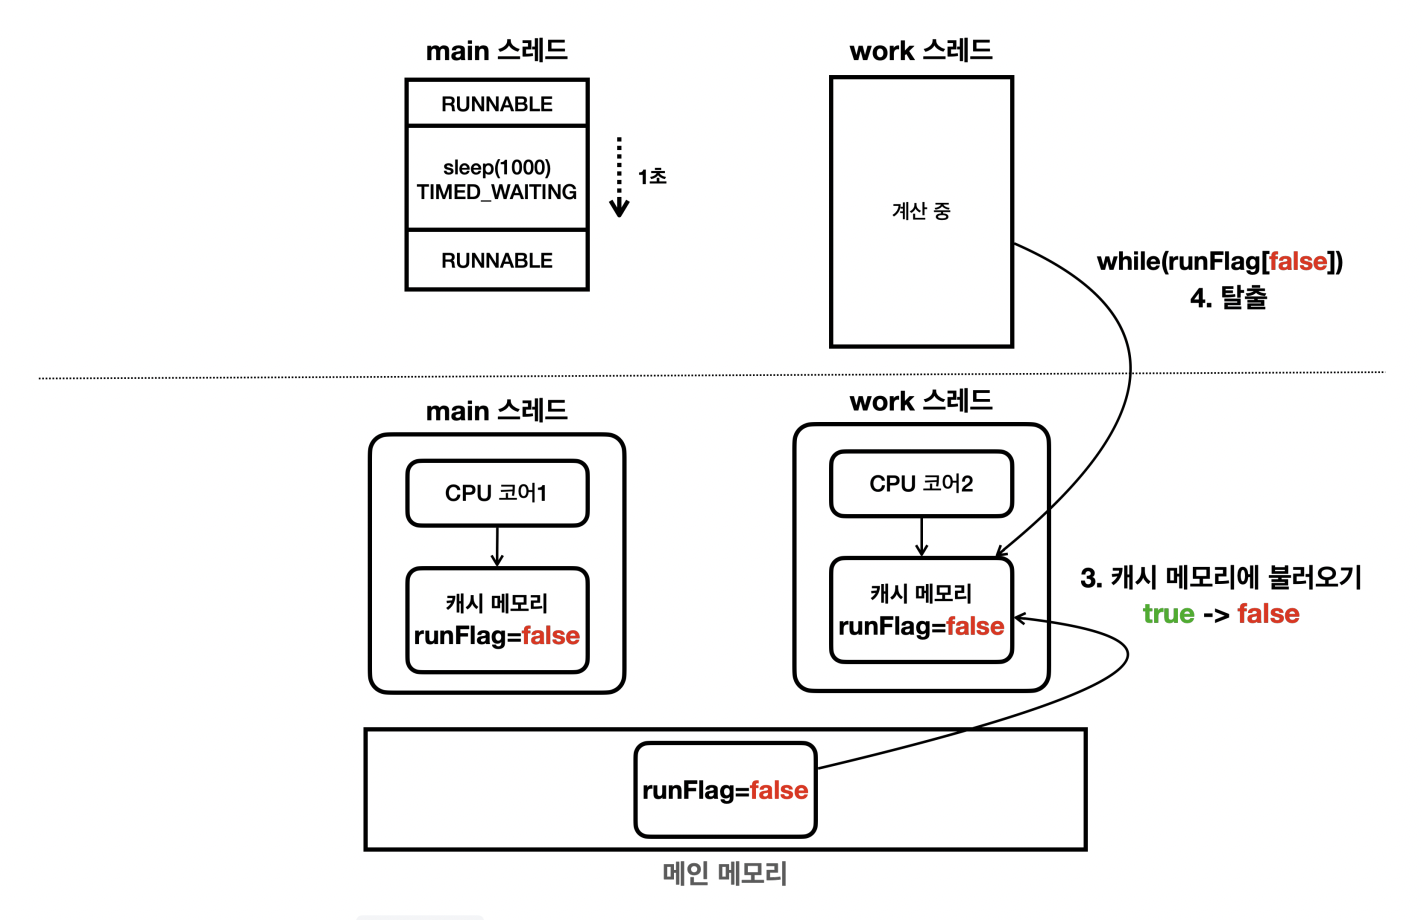 main 스레드
work 스레드
RUNNABLE
sleep(1000)
TIMED_WAITING
1초
RUNNABLE
계산 중
while(runFlag[false])
4. 탈출
main 스레드
work 스레드
CPU 코어1
CPU 코어2
캐시 메모리
runFlag=false
캐시 메모리
runFlag=false
3. 캐시 메모리에 불러오기
true -> false
runFlag=false
메인 메모리